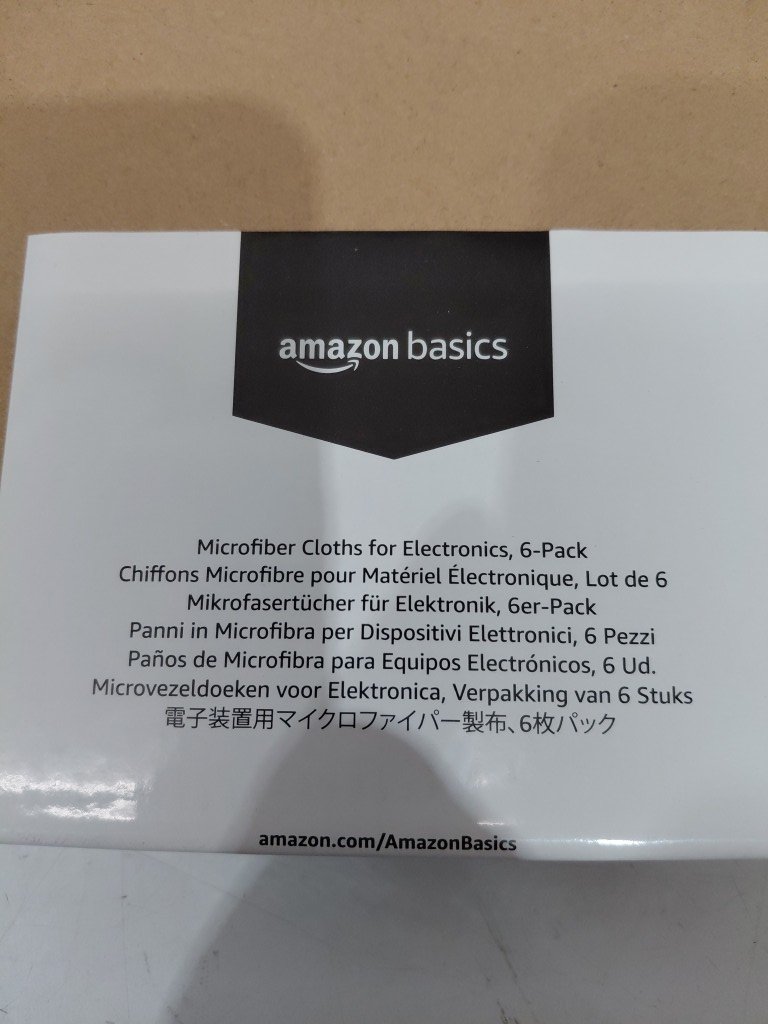 amazon basics
Microfiber Cloths for Electronics, 6-Pack
Chiffons Microfibre pour Matériel Électronique, Lot de 6
Mikrofasertücher für Elektronik, 6er-Pack
Panni in Microfibra per Dispositivi Elettronici, 6 Pezzi
Paños de Microfibra para Equipos Electrónicos, 6 Ud.
Microvezeldoeken voor Elektronica, Verpakking van 6 Stuks
電子装置用マイクロファイバー製布、6枚パック
amazon.com/AmazonBasics